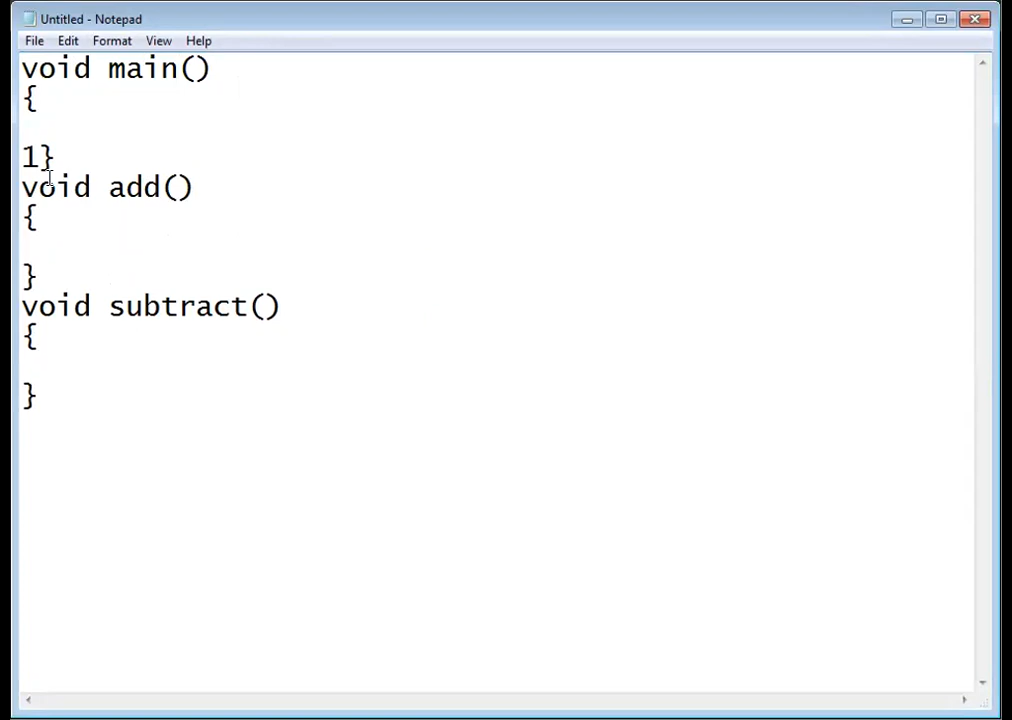 Untitled - Notepad
File Edit Format View Help
void main()
{
1}
void add()
{
}
void subtract()
{
}